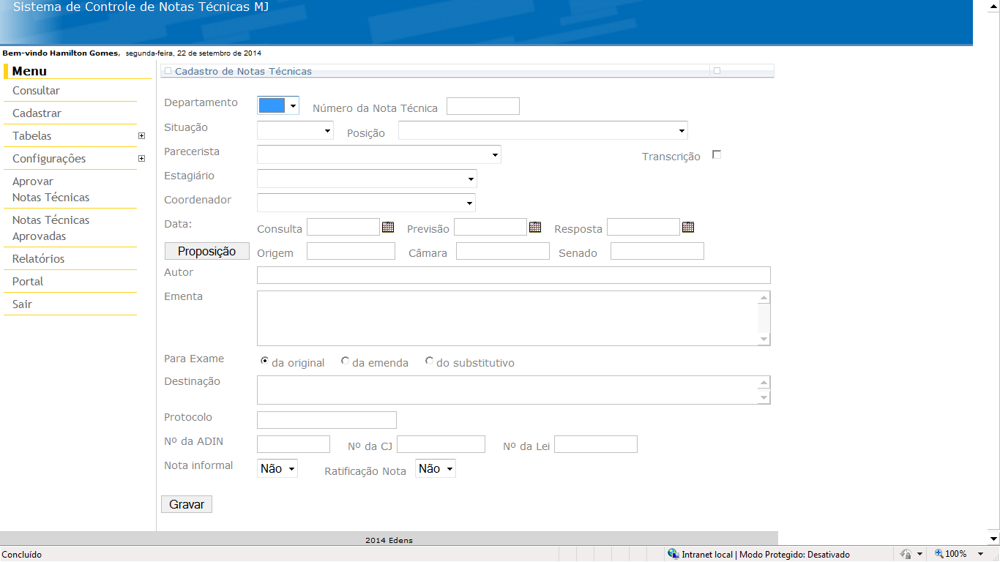 Sistema de Controle de Notas Técnicas MJ
Bem-vindo Hamilton Gomes, segunda-feira, 22 de setembro de 2014
Menu
Consultar
Cadastrar
Tabelas
Configurações
Aprovar
Notas Técnicas
Notas Técnicas
Aprovadas
Relatórios
Portal
Sair
Cadastro de Notas Técnicas
Departamento Número da Nota Técnica
Situação Posição
Parecerista Transcrição
Estagiário
Coordenador
Data: Consulta Previsão Resposta
Proposição Origem Câmara Senado
Autor
Ementa
Para Exame da original da emenda do substitutivo
Destinação
Protocolo
Nº da ADIN Nº da CJ Nº da Lei
Nota informal Não Ratificação Nota Não
Gravar
2014 Edens
Concluído Intranet local | Modo Protegido: Desativado 100%